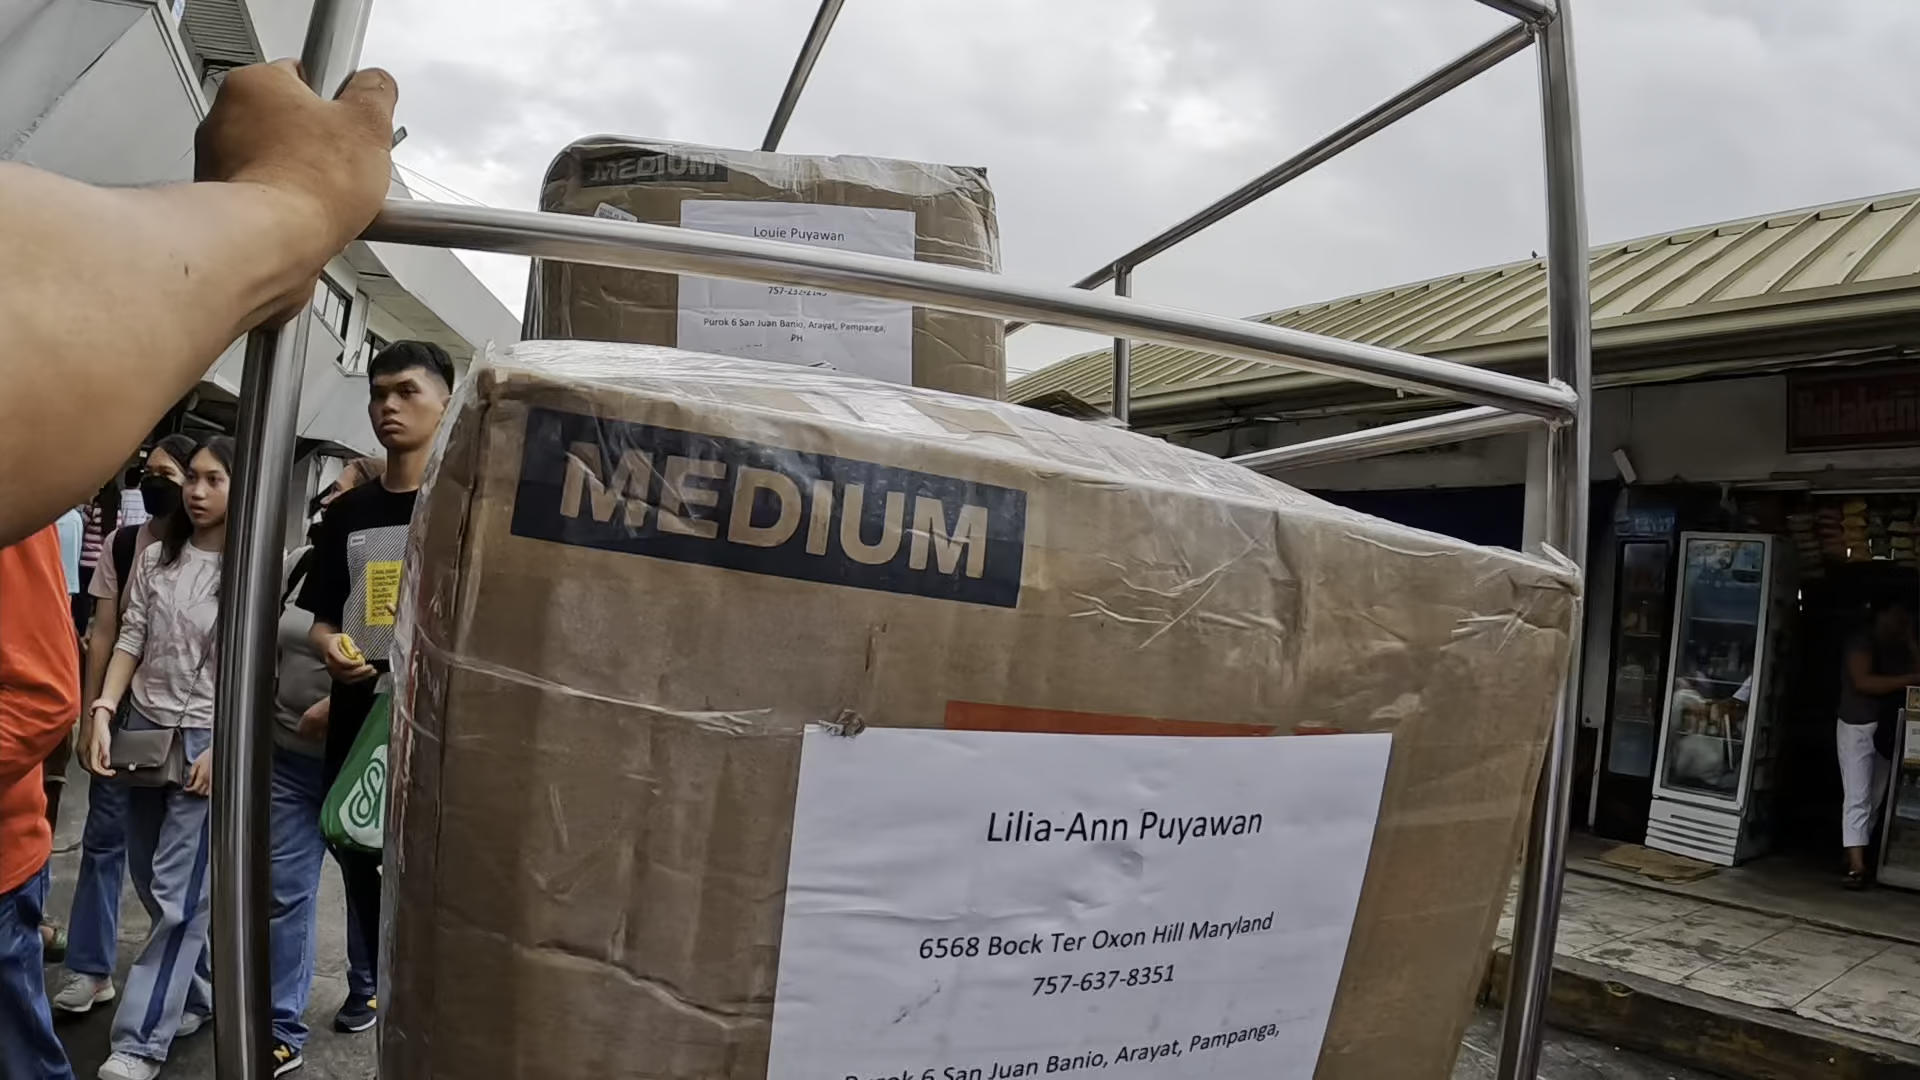 MEDIUM
Louie Puyawan
Purok 6 San Juan Banio, Arayat, Pampanga,
PH
MEDIUM
Lilia-Ann Puyawan
6568 Bock Ter Oxon Hill Maryland
757-637-8351
6 San Juan Banio, Arayat, Pampanga,